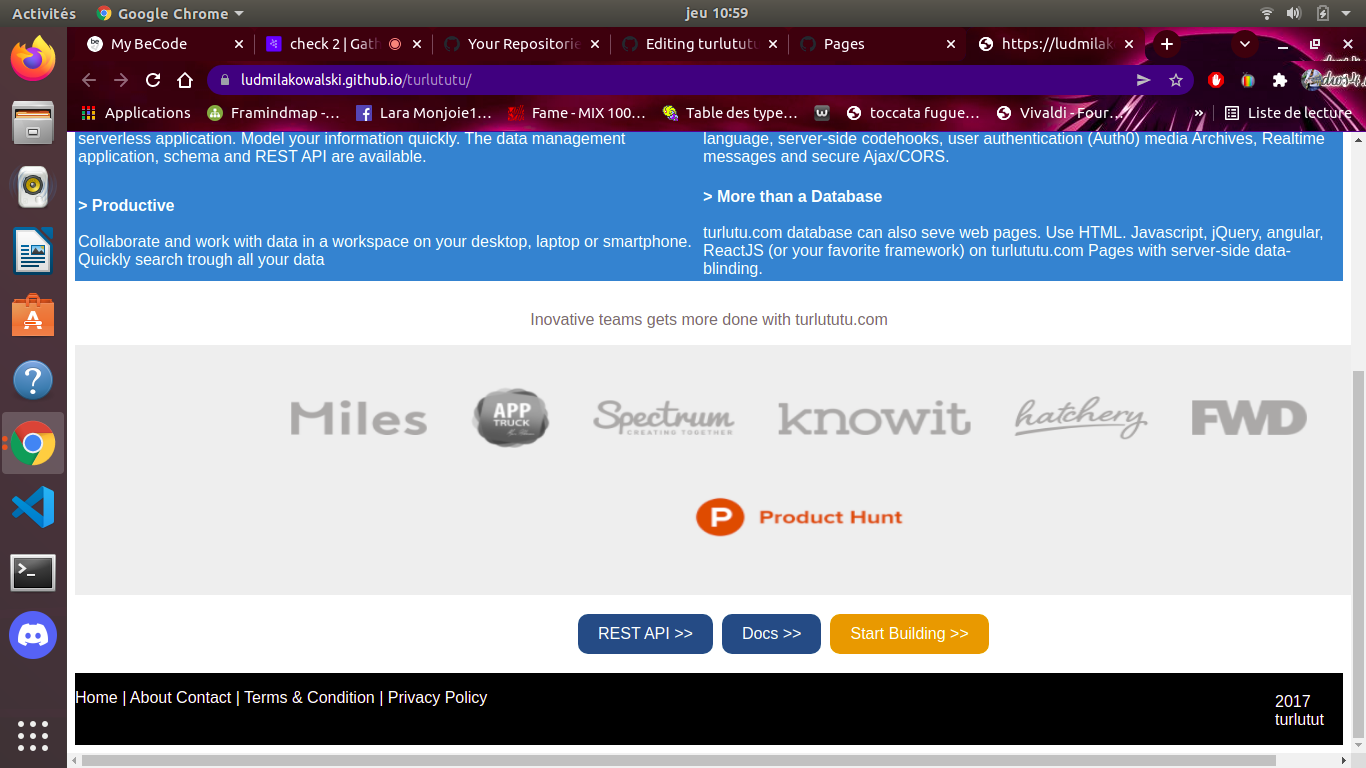 Activités
Google Chrome
jeu 10:59
My BeCode
check 2 | Gath
Your Repositorie
Editing turlututu
Pages
https://ludmilak
ludmilakowalski.github.io/turlututu/
Applications
Framindmap -...
Lara Monjoie1...
Fame - MIX 100...
Table des type...
toccata fugue...
Vivaldi - Four...
»
Liste de lecture
serverless application. Model your information quickly. The data management
application, schema and REST API are available.
> Productive
Collaborate and work with data in a workspace on your desktop, laptop or smartphone.
Quickly search trough all your data
language, server-side codehooks, user authentication (Auth0) media Archives, Realtime
messages and secure Ajax/CORS.
> More than a Database
turlutu.com database can also seve web pages. Use HTML. Javascript, jQuery, angular,
ReactJS (or your favorite framework) on turlututu.com Pages with server-side data-
blinding.
Inovative teams gets more done with turlututu.com
Miles
APP
TRUCK
Spectrum
CREATING TOGETHER
knowit
hatchery
FWD
P Product Hunt
REST API >>
Docs >>
Start Building >>
Home | About Contact | Terms & Condition | Privacy Policy
2017
turlutut